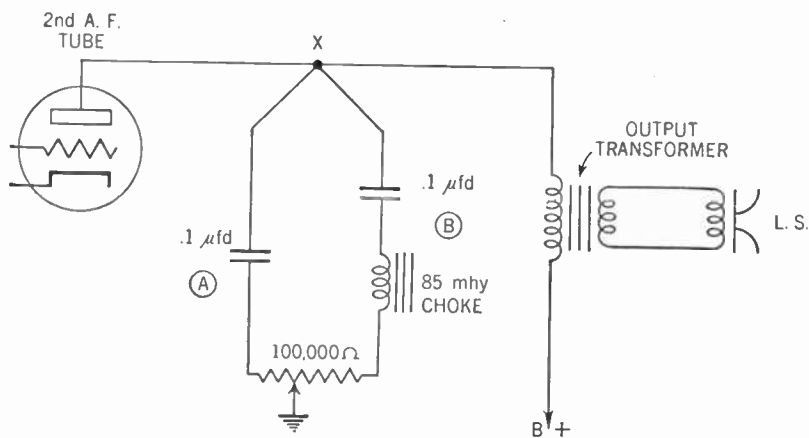 2nd A. F.
TUBE
X
OUTPUT
TRANSFORMER
.1 µfd
B
L. S.
.1 µfd
A
85 mhy
CHOKE
100,000Ω
B +